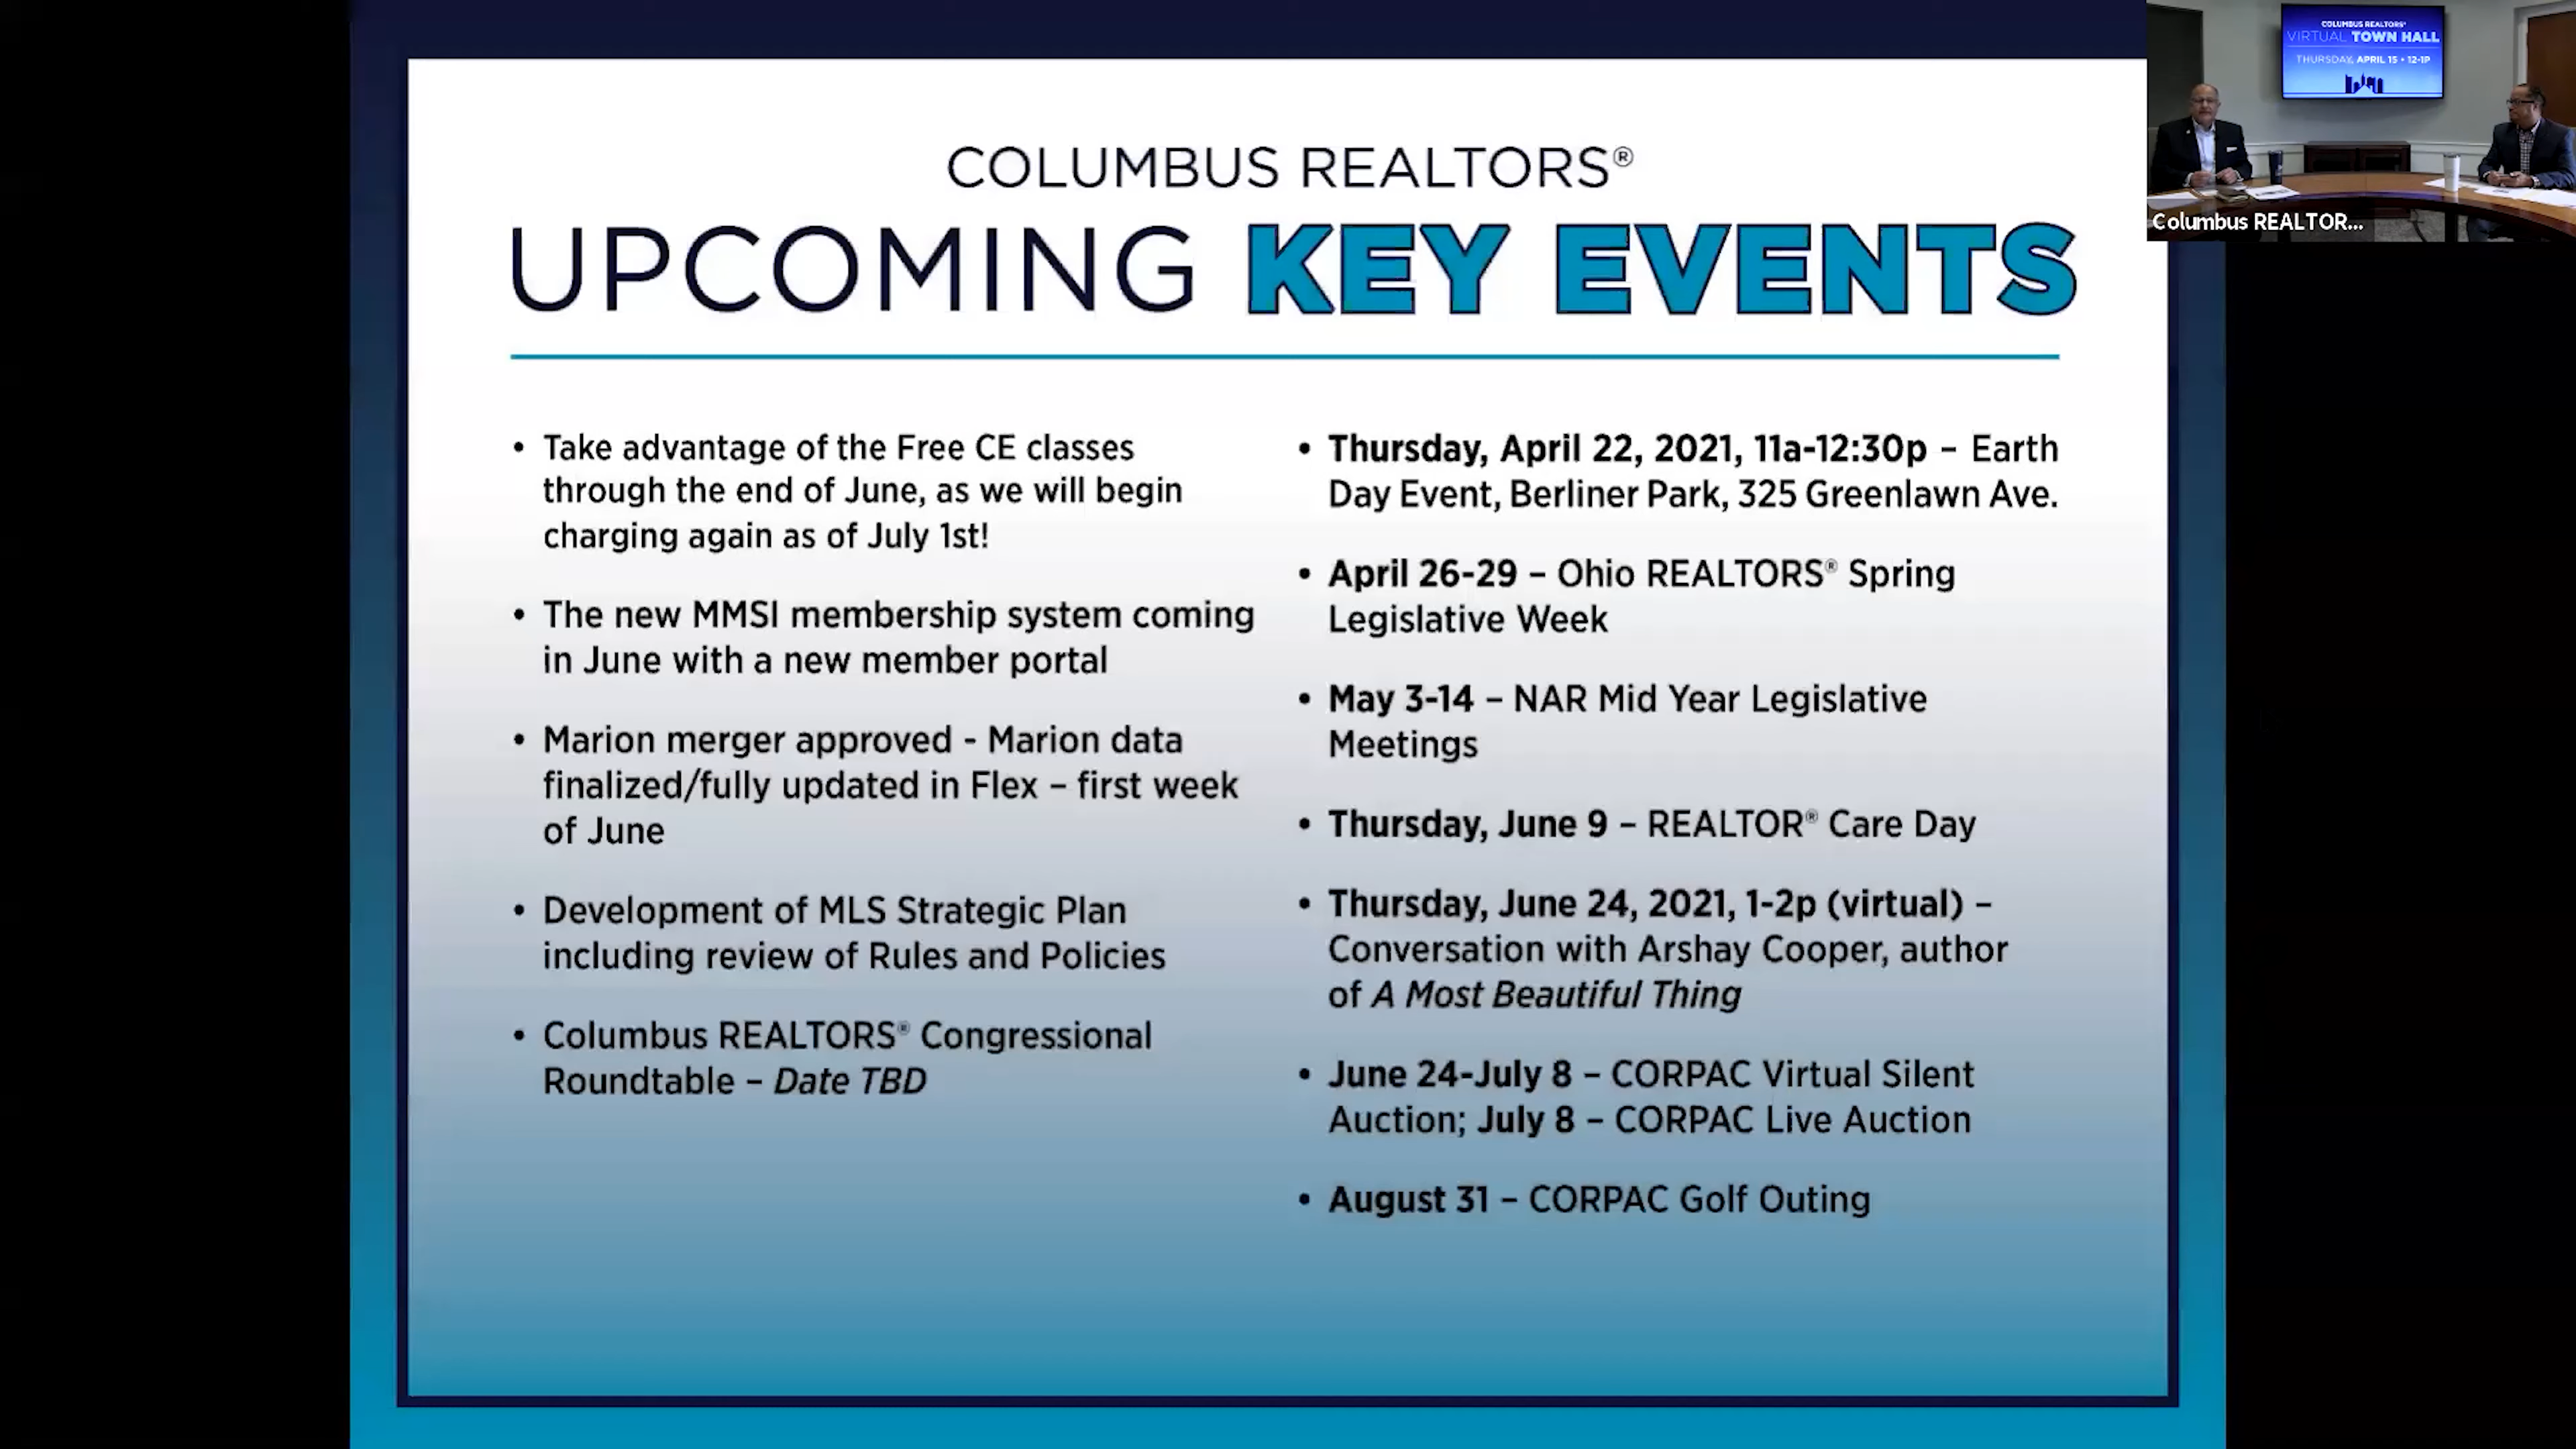 COLUMBUS REALTORS®
UPCOMING KEY EVENTS
• Take advantage of the Free CE classes
through the end of June, as we will begin
charging again as of July 1st!
• The new MMSI membership system coming
in June with a new member portal
• Marion merger approved - Marion data
finalized/fully updated in Flex – first week
of June
• Development of MLS Strategic Plan
including review of Rules and Policies
• Columbus REALTORS® Congressional
Roundtable – Date TBD
• Thursday, April 22, 2021, 11a-12:30p – Earth
Day Event, Berliner Park, 325 Greenlawn Ave.
• April 26-29 – Ohio REALTORS® Spring
Legislative Week
• May 3-14 – NAR Mid Year Legislative
Meetings
• Thursday, June 9 – REALTOR® Care Day
• Thursday, June 24, 2021, 1-2p (virtual) –
Conversation with Arshay Cooper, author
of A Most Beautiful Thing
• June 24-July 8 – CORPAC Virtual Silent
Auction; July 8 – CORPAC Live Auction
• August 31 – CORPAC Golf Outing
COLUMBUS REALTORS®
VIRTUAL TOWN HALL
THURSDAY, APRIL 15 • 12-1P
Columbus REALTOR...